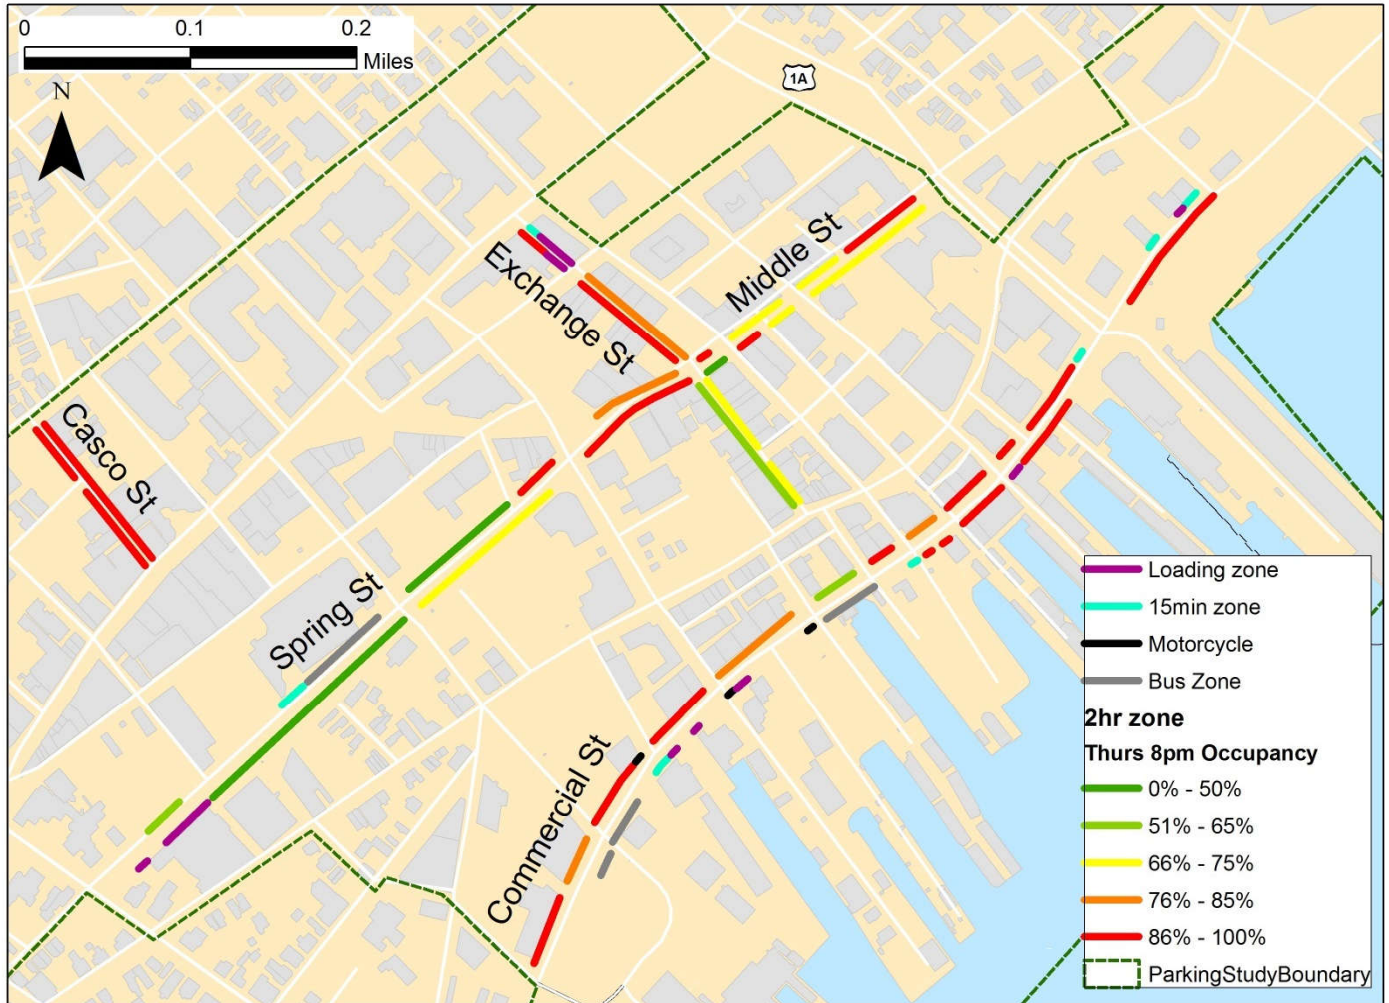 0 0.1 0.2
Miles
N
1A
Middle St
Exchange St
Casco St
Spring St
Commercial St
Loading zone
15min zone
Motorcycle
Bus Zone
2hr zone
Thurs 8pm Occupancy
0% - 50%
51% - 65%
66% - 75%
76% - 85%
86% - 100%
ParkingStudyBoundary